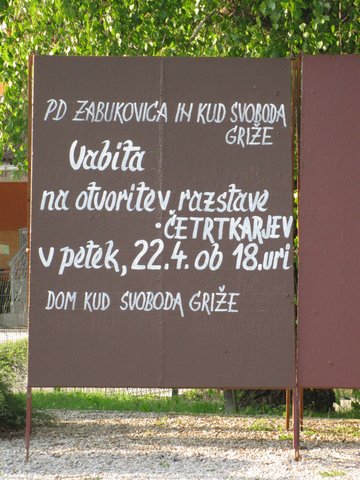 PD ZABUKOVICA IN KUD SVOBODA
GRIŽE
Vabita
na otvoritev razstave
·ČETRTKARJEV
v petek, 22.4. ob 18.uri
DOM KUD SVOBODA GRIŽE